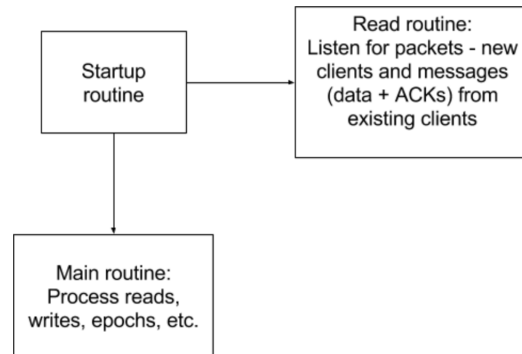 Startup
routine
Read routine:
Listen for packets - new
clients and messages
(data + ACKs) from
existing clients
Main routine:
Process reads,
writes, epochs, etc.